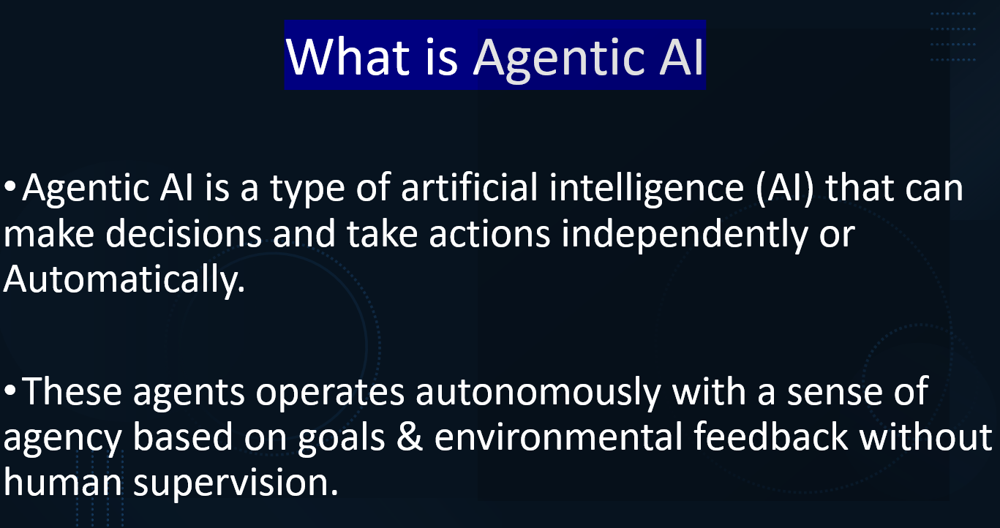 What is Agentic AI
•Agentic AI is a type of artificial intelligence (AI) that can
make decisions and take actions independently or
Automatically.
•These agents operates autonomously with a sense of
agency based on goals & environmental feedback without
human supervision.